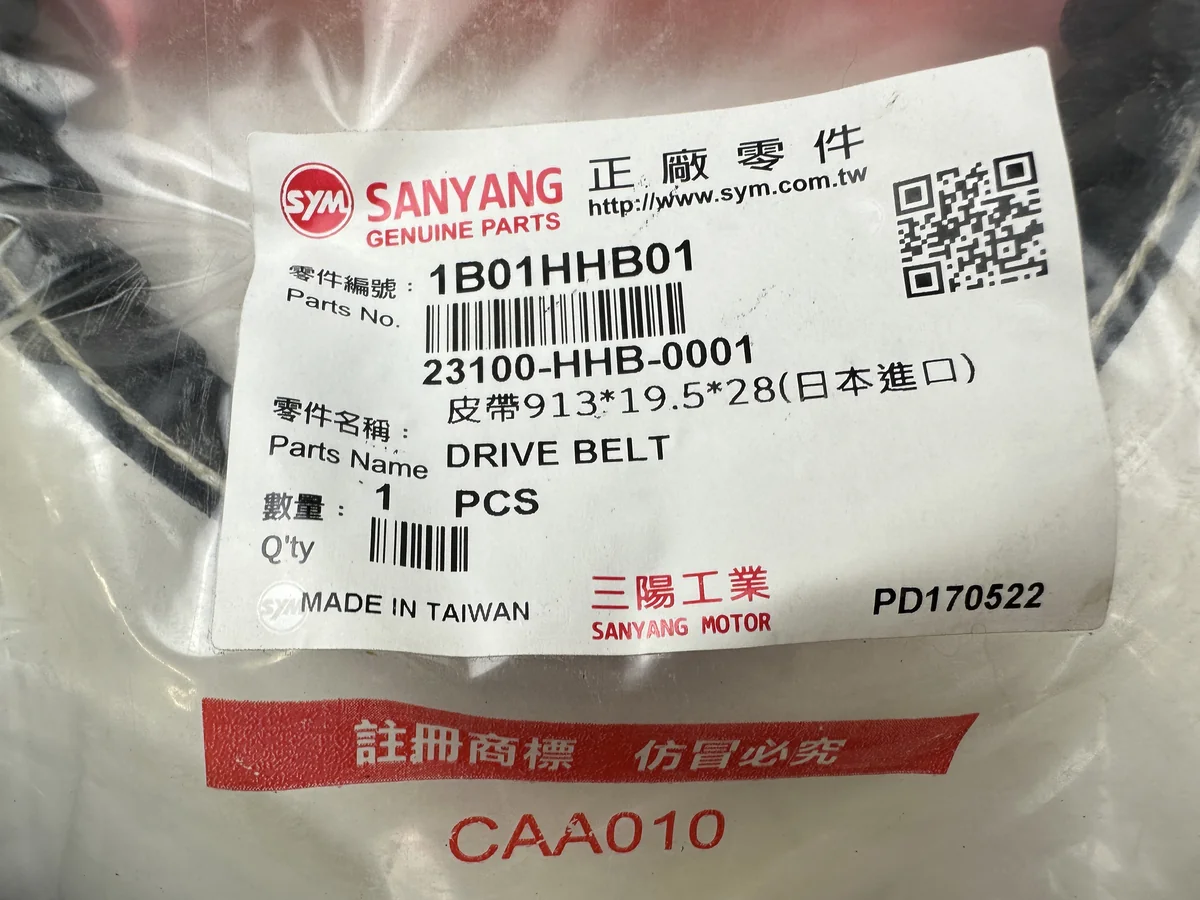 SYM SANYANG 正廠零件
GENUINE PARTS http://www.sym.com.tw
零件編號: 1B01HHB01
Parts No.
23100-HHB-0001
零件名稱: 皮帶913*19.5*28(日本進口)
Parts Name DRIVE BELT
數量: 1 PCS
Q'ty
SYM MADE IN TAIWAN
三陽工業
SANYANG MOTOR
PD170522
註冊商標 仿冒必究
CAA010